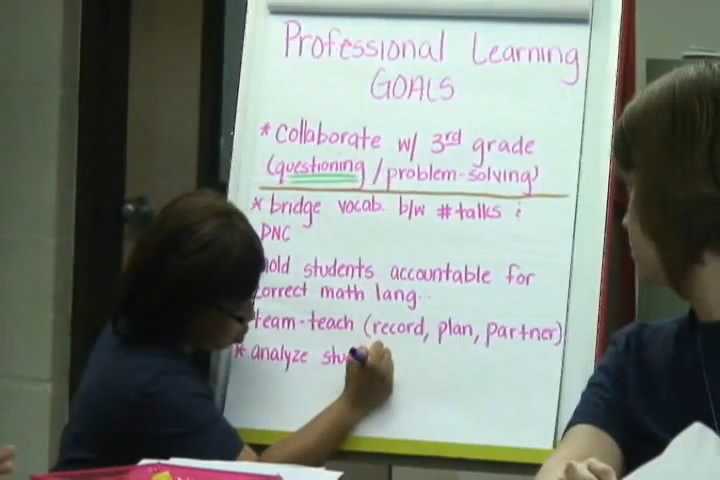 Professional Learning
GOALS
* collaborate w/ 3rd grade
(questioning / problem-solving)
* bridge vocab. b/w # talks &
PNC
hold students accountable for
correct math lang..
team-teach (record, plan, partner)
* analyze stu